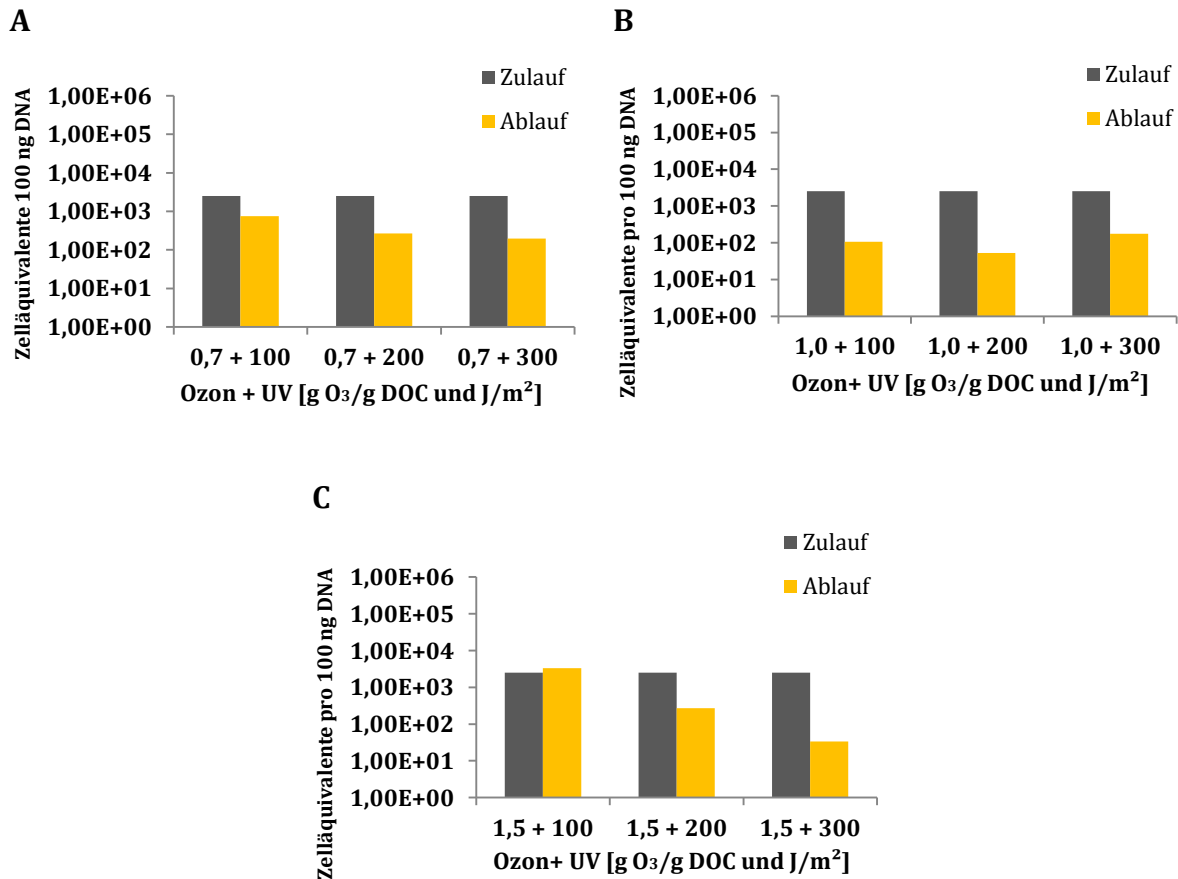 A
Zulauf
Ablauf
Zelläquivalente 100 ng DNA
1,00E+06
1,00E+05
1,00E+04
1,00E+03
1,00E+02
1,00E+01
1,00E+00
0,7 + 100
0,7 + 200
0,7 + 300
Ozon + UV [g O₃/g DOC und J/m²]
B
Zulauf
Ablauf
Zelläquivalente pro 100 ng DNA
1,00E+06
1,00E+05
1,00E+04
1,00E+03
1,00E+02
1,00E+01
1,00E+00
1,0 + 100
1,0 + 200
1,0 + 300
Ozon+ UV [g O₃/g DOC und J/m²]
C
Zulauf
Ablauf
Zelläquivalente pro 100 ng DNA
1,00E+06
1,00E+05
1,00E+04
1,00E+03
1,00E+02
1,00E+01
1,00E+00
1,5 + 100
1,5 + 200
1,5 + 300
Ozon+ UV [g O₃/g DOC und J/m²]